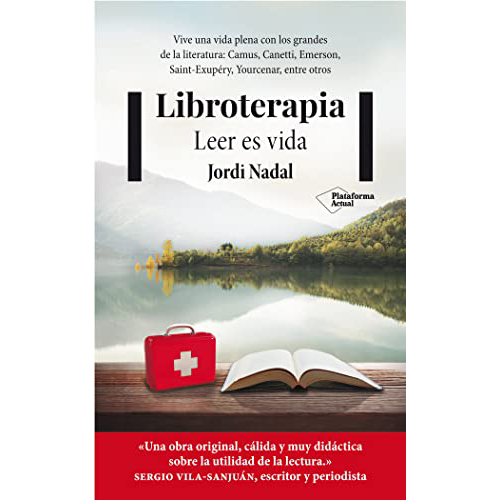 Vive una vida plena con los grandes
de la literatura: Camus, Canetti, Emerson,
Saint-Exupéry, Yourcenar, entre otros
Libroterapia
Leer es vida
Jordi Nadal
Plataforma
Actual
«Una obra original, cálida y muy didáctica
sobre la utilidad de la lectura.»
SERGIO VILA-SANJUÁN, escritor y periodista